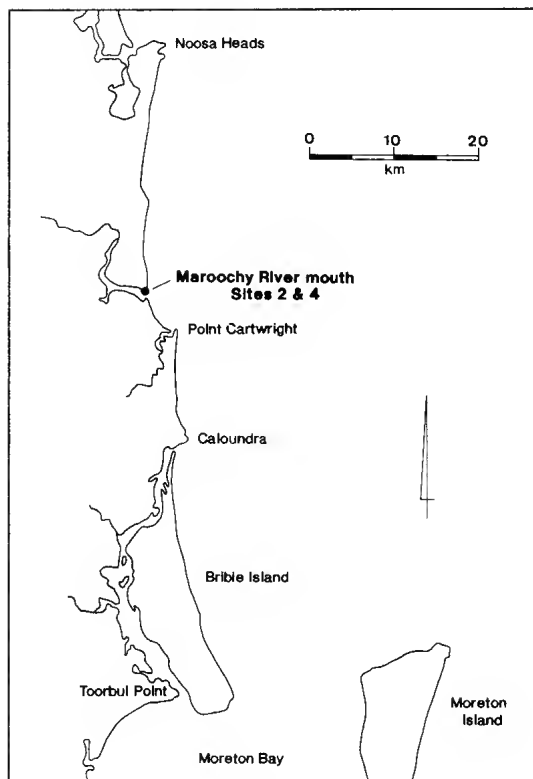 Noosa Heads
0 10 20
km
Maroochy River mouth
Sites 2 & 4
Point Cartwright
Caloundra
Bribie Island
Toorbul Point
Moreton
Island
Moreton Bay